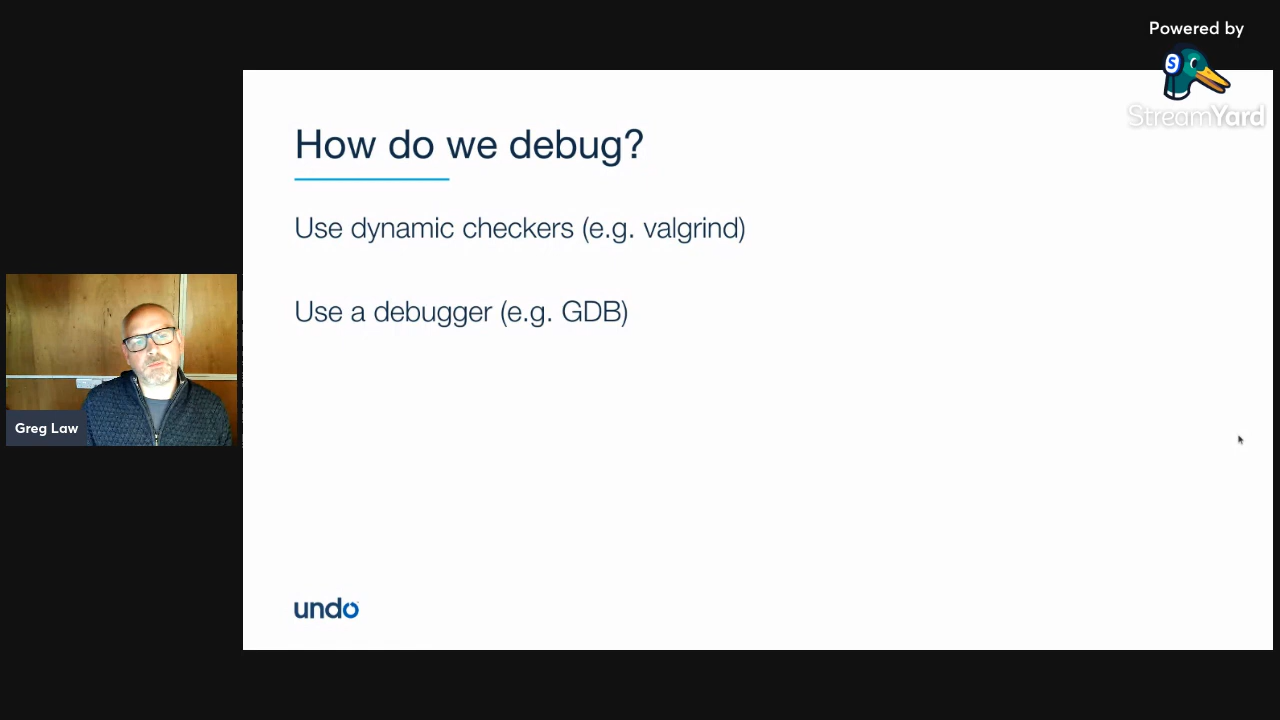 Powered by
S
StreamYard
How do we debug?
Use dynamic checkers (e.g. valgrind)
Use a debugger (e.g. GDB)
Greg Law
undo